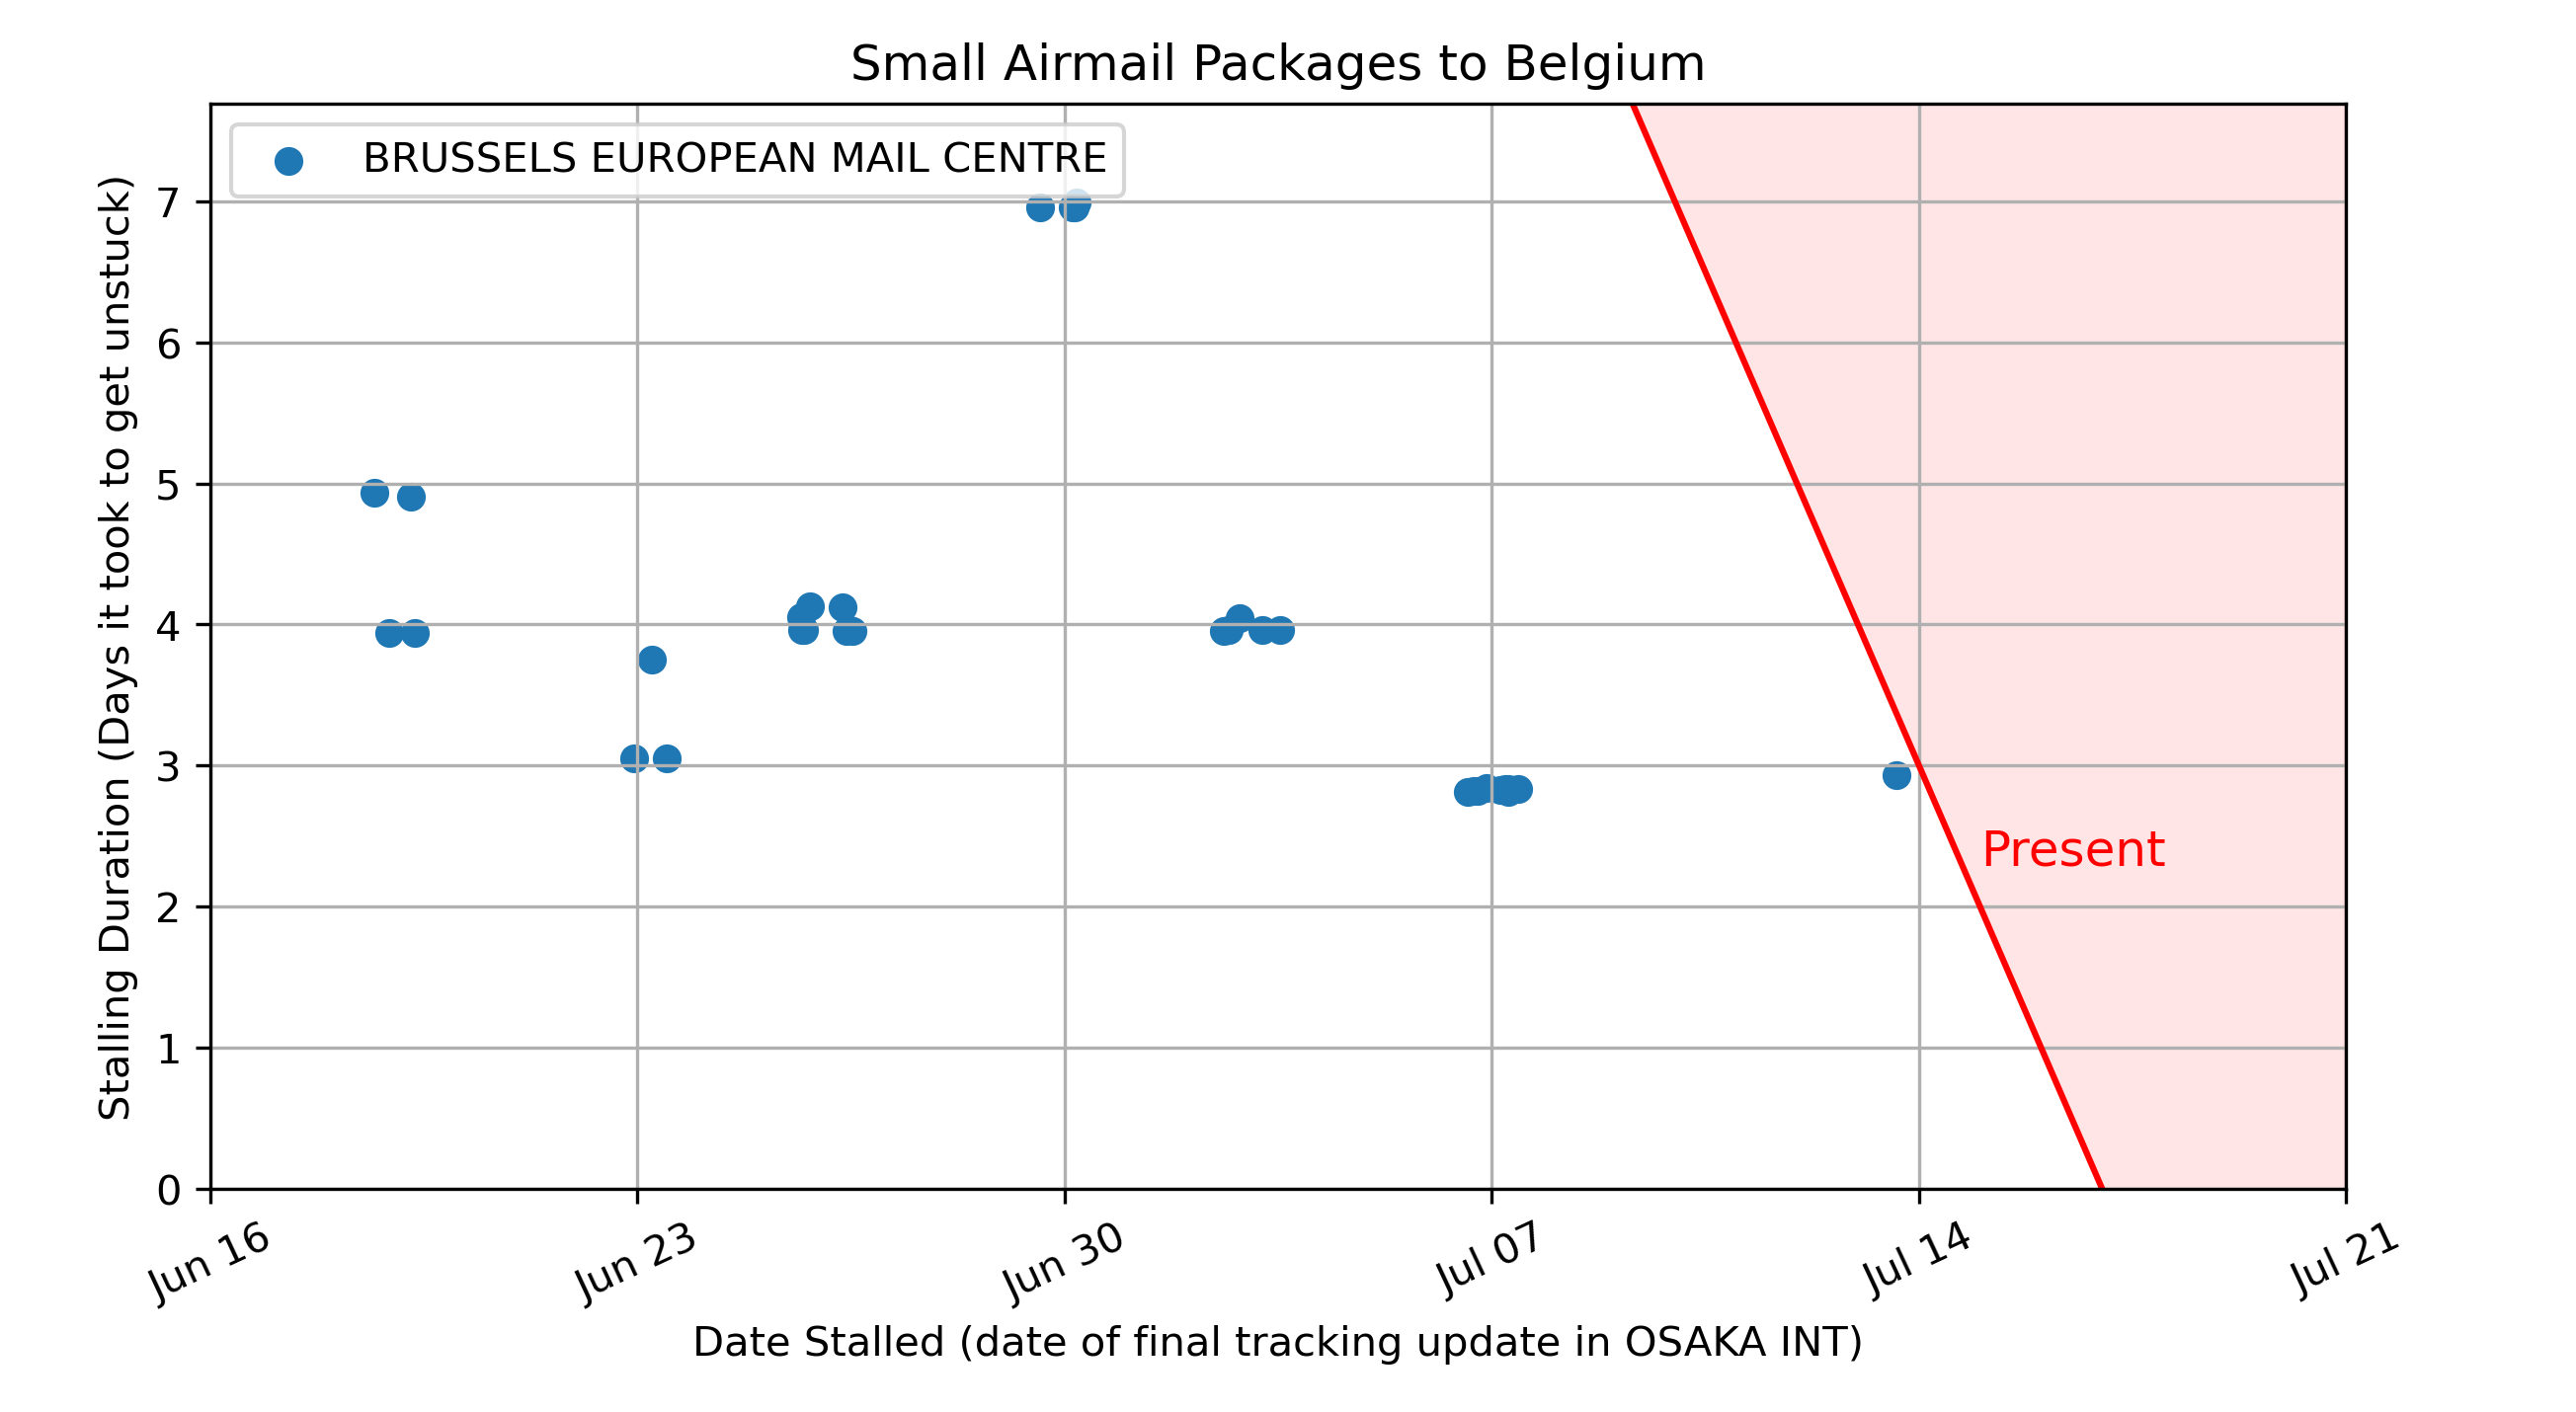 Small Airmail Packages to Belgium
BRUSSELS EUROPEAN MAIL CENTRE
Stalling Duration (Days it took to get unstuck)
7
6
5
4
3
2
1
0
Present
Jun 16
Jun 23
Jun 30
Jul 07
Jul 14
Jul 21
Date Stalled (date of final tracking update in OSAKA INT)